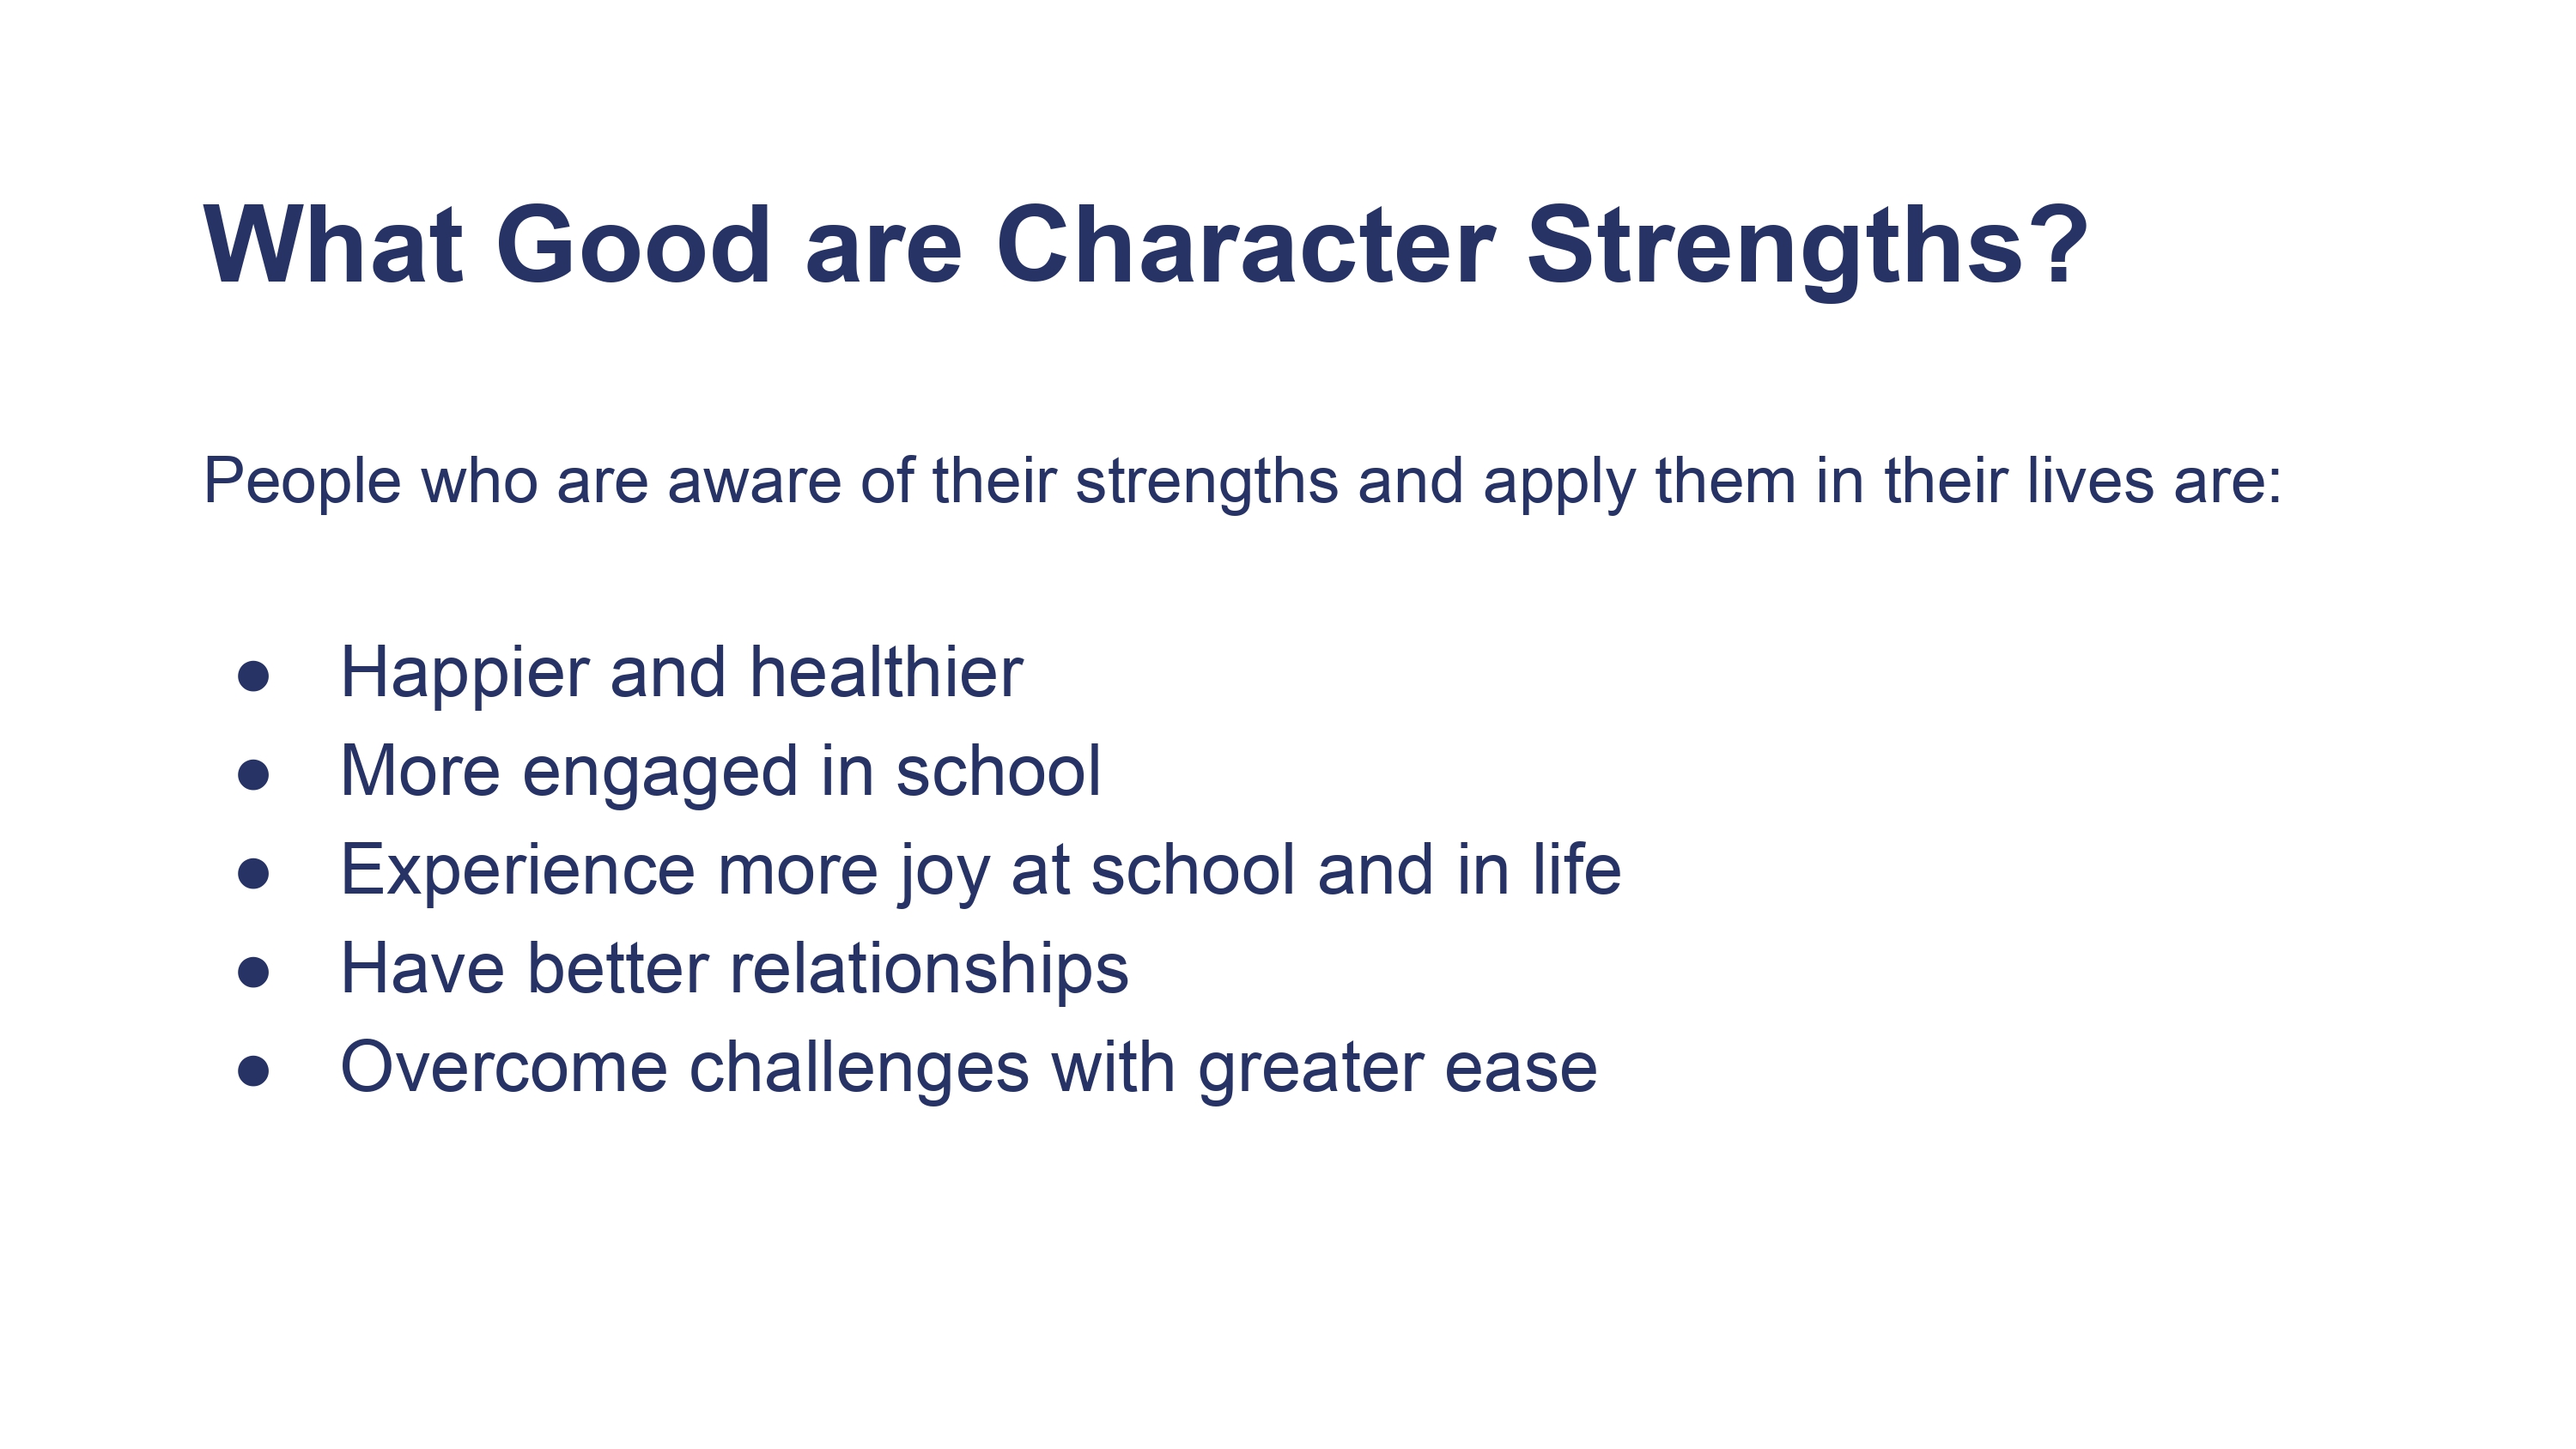 What Good are Character Strengths?
People who are aware of their strengths and apply them in their lives are:
● Happier and healthier
● More engaged in school
● Experience more joy at school and in life
● Have better relationships
● Overcome challenges with greater ease